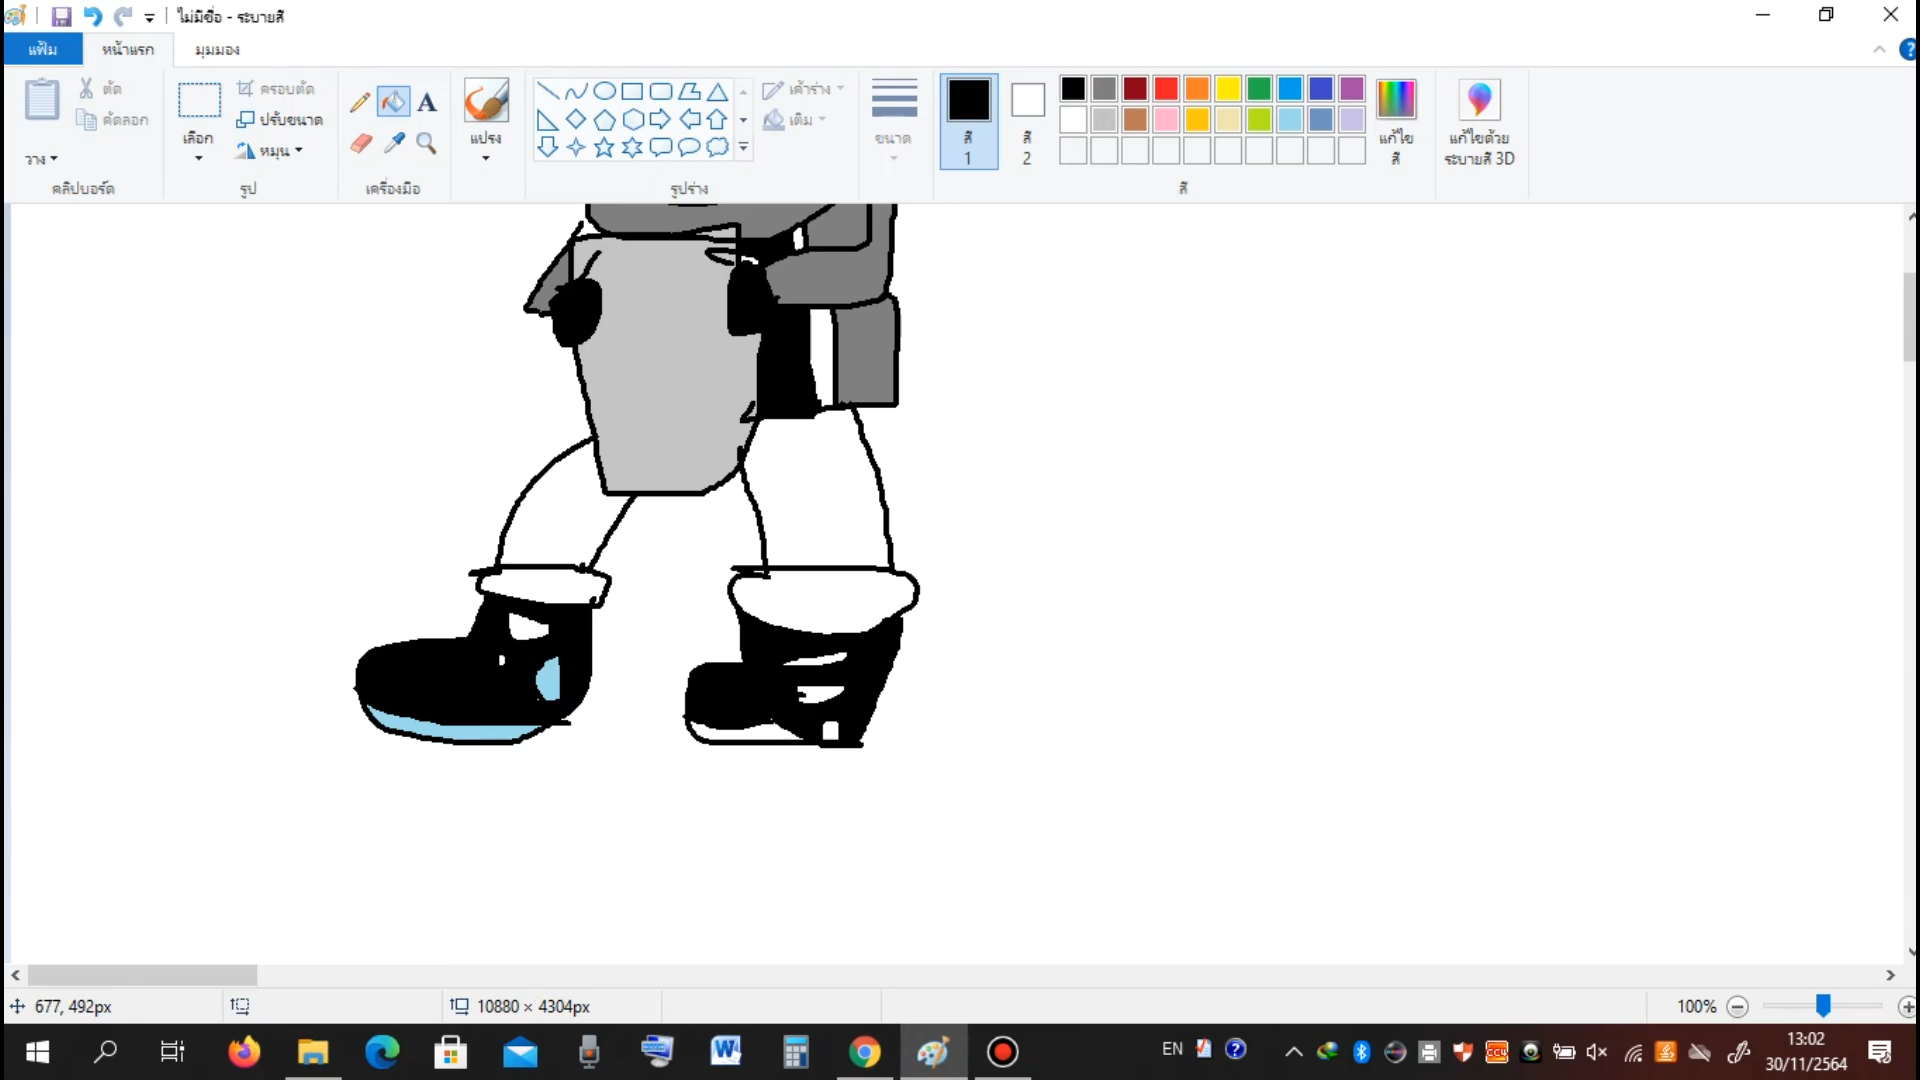 ไม่มีชื่อ - ระบายสี
แฟ้ม หน้าแรก มุมมอง
วาง
ตัด
คัดลอก
คลิปบอร์ด
เลือก
ครอบตัด
ปรับขนาด
หมุน
รูป
A
เครื่องมือ
แปรง
เค้าร่าง
เติม
รูปร่าง
ขนาด
สี
1
สี
2
แก้ไข
สี
สี
แก้ไขด้วย
ระบายสี 3D
677, 492px
10880 × 4304px
100%
EN
13:02
30/11/2564